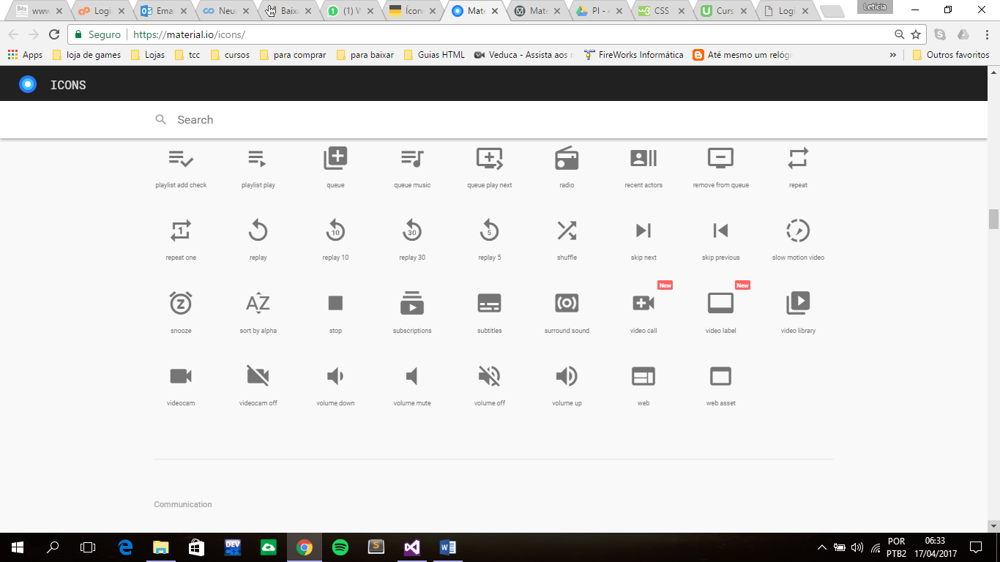 www Logi Ema Neu Baixa (1) W Ícon Mate Mate PI - CSS Curs Logi Leticia
Seguro https://material.io/icons/
Apps loja de games Lojas tcc cursos para comprar para baixar Guias HTML Veduca - Assista aos FireWorks Informática Até mesmo um relógi » Outros favoritos
ICONS
Search
playlist add check playlist play queue queue music queue play next radio recent actors remove from queue repeat
1 10 30 5
repeat one replay replay 10 replay 30 replay 5 shuffle skip next skip previous slow motion video
New New
Z AZ
snooze sort by alpha stop subscriptions subtitles surround sound video call video label video library
videocam videocam off volume down volume mute volume off volume up web web asset
Communication
DEV C++ S W POR 06:33
PTB2 17/04/2017